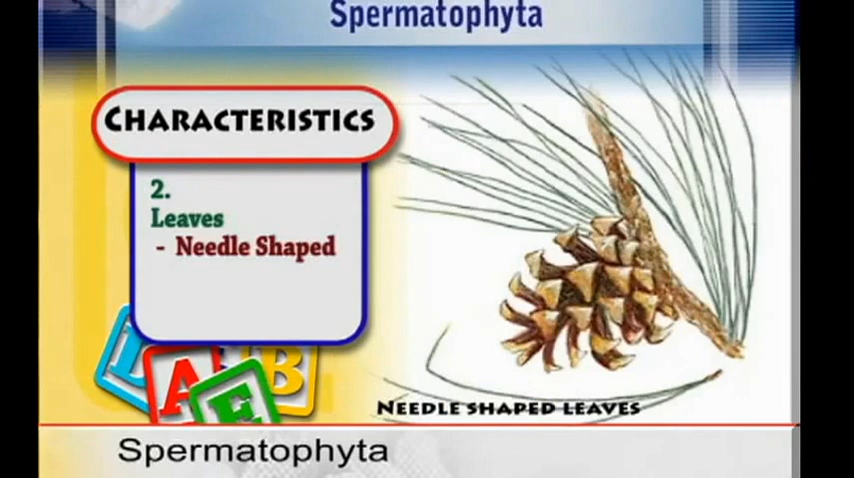 Spermatophyta
CHARACTERISTICS
2.
Leaves
- Needle Shaped
A
B
E
NEEDLE SHAPED LEAVES
Spermatophyta